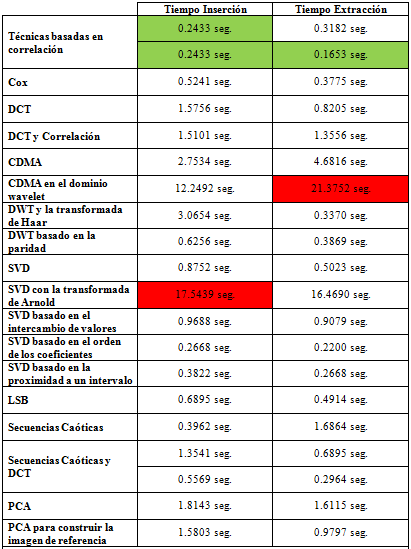 Tiempo Inserción Tiempo Extracción
Técnicas basadas en
correlación
0.2433 seg. 0.3182 seg.
0.2433 seg. 0.1653 seg.
Cox 0.5241 seg. 0.3775 seg.
DCT 1.5756 seg. 0.8205 seg.
DCT y Correlación 1.5101 seg. 1.3556 seg.
CDMA 2.7534 seg. 4.6816 seg.
CDMA en el dominio
wavelet
12.2492 seg. 21.3752 seg.
DWT y la transformada
de Haar
3.0654 seg. 0.3370 seg.
DWT basado en la
paridad
0.6256 seg. 0.3869 seg.
SVD 0.8752 seg. 0.5023 seg.
SVD con la transformada
de Arnold
17.5439 seg. 16.4690 seg.
SVD basado en el
intercambio de valores
0.9688 seg. 0.9079 seg.
SVD basado en el orden
de los coeficientes
0.2668 seg. 0.2200 seg.
SVD basado en la
proximidad a un intervalo
0.3822 seg. 0.2668 seg.
LSB 0.6895 seg. 0.4914 seg.
Secuencias Caóticas 0.3962 seg. 1.6864 seg.
Secuencias Caóticas y
DCT
1.3541 seg. 0.6895 seg.
0.5569 seg. 0.2964 seg.
PCA 1.8143 seg. 1.6115 seg.
PCA para construir la
imagen de referencia
1.5803 seg. 0.9797 seg.